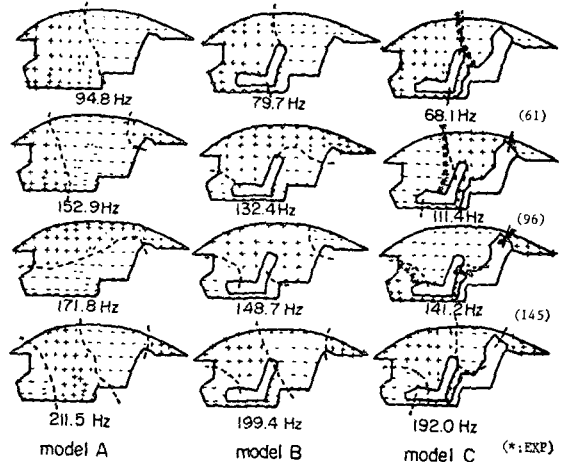 94.8 Hz
79.7 Hz
68.1 Hz
(61)
152.9 Hz
132.4 Hz
111.4 Hz
(96)
171.8 Hz
148.7 Hz
141.2 Hz
(145)
211.5 Hz
199.4 Hz
192.0 Hz
model A
model B
model C
(*:EXP)